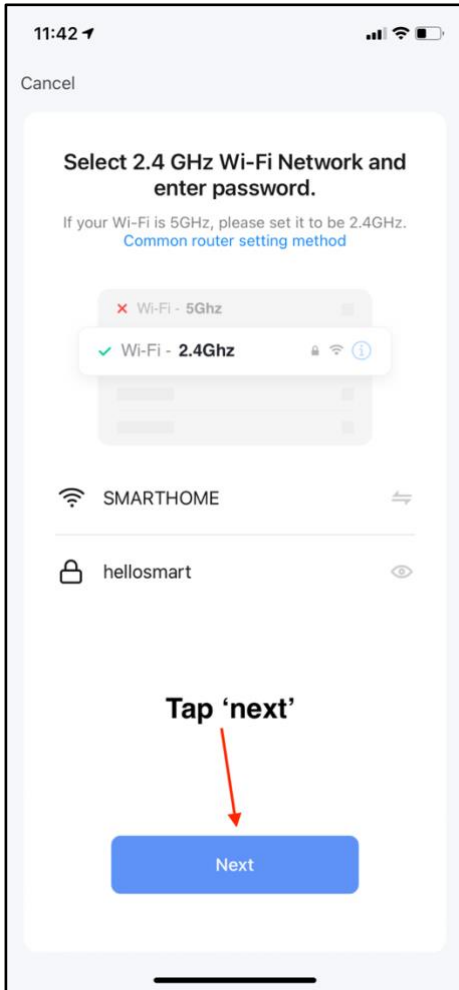 11:42
Cancel
Select 2.4 GHz Wi-Fi Network and
enter password.
If your Wi-Fi is 5GHz, please set it to be 2.4GHz.
Common router setting method
Wi-Fi - 5Ghz
Wi-Fi - 2.4Ghz
SMARTHOME
hellosmart
Tap ‘next’
Next